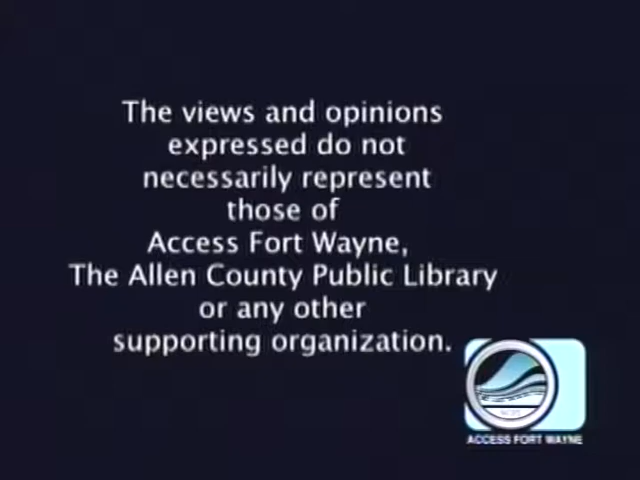 The views and opinions
expressed do not
necessarily represent
those of
Access Fort Wayne,
The Allen County Public Library
or any other
supporting organization.
ACCESS FORT WAYNE